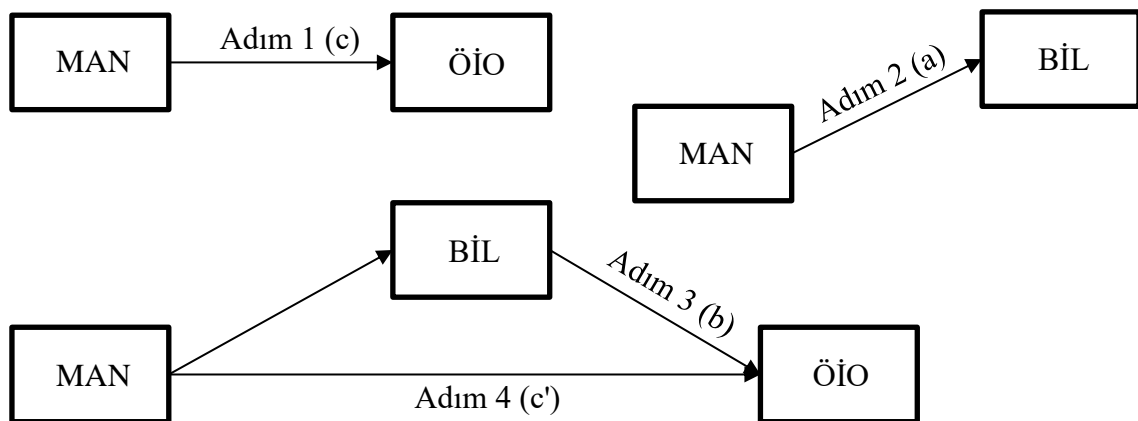 MAN
Adım 1 (c)
ÖİO
MAN
Adım 2 (a)
BİL
MAN
BİL
Adım 3 (b)
Adım 4 (c')
ÖİO